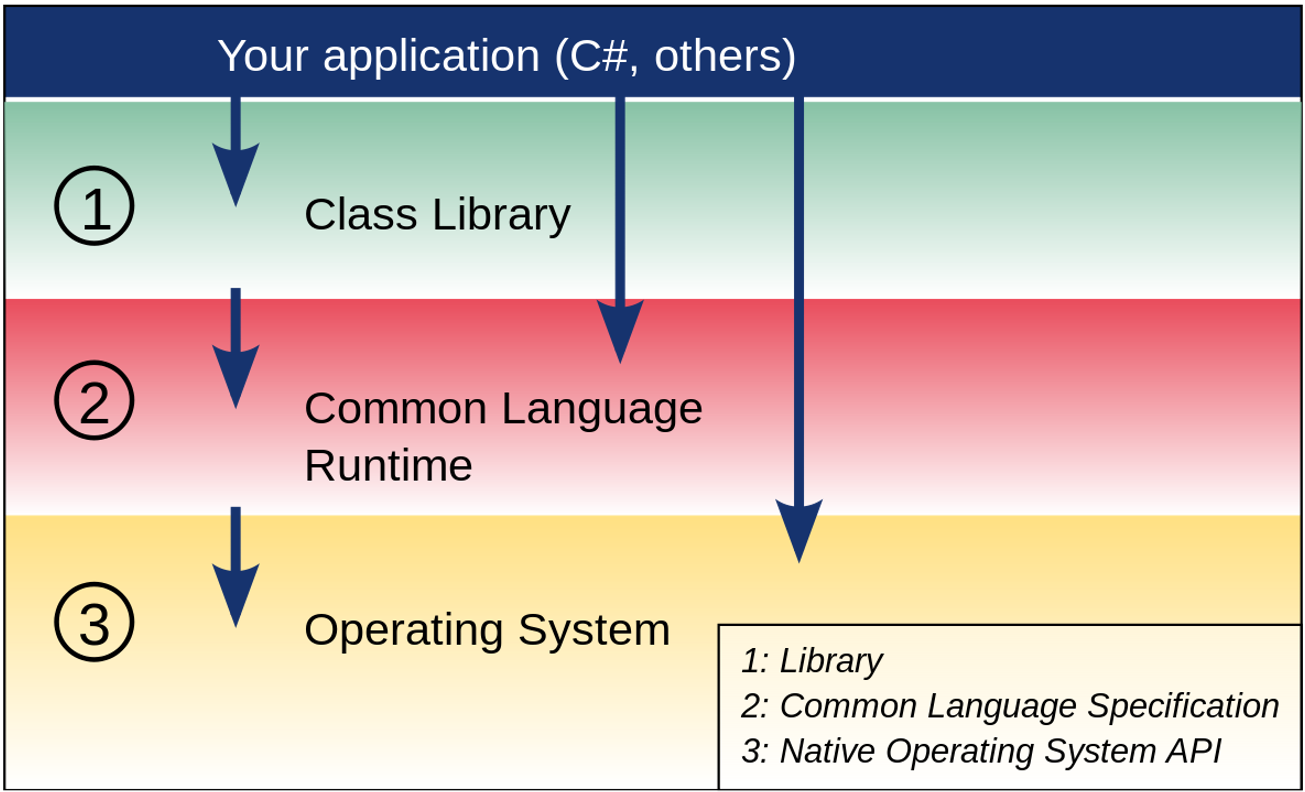 Your application (C#, others)
1
Class Library
2
Common Language
Runtime
3
Operating System
1: Library
2: Common Language Specification
3: Native Operating System API